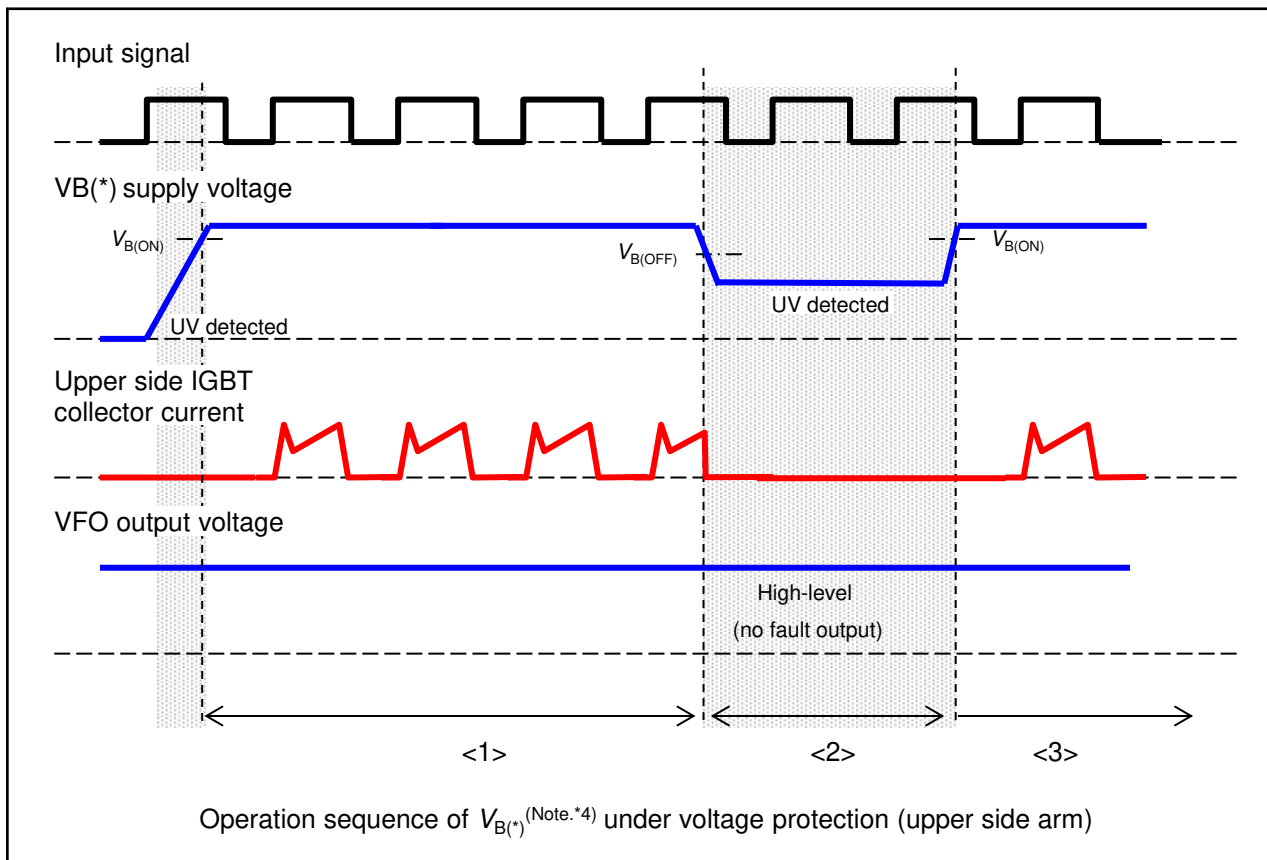 Input signal
VB(*) supply voltage
VB(ON)
VB(OFF)
VB(ON)
UV detected
UV detected
Upper side IGBT
collector current
VFO output voltage
High-level
(no fault output)
<1>
<2>
<3>
Operation sequence of VB(*)(Note.*4) under voltage protection (upper side arm)